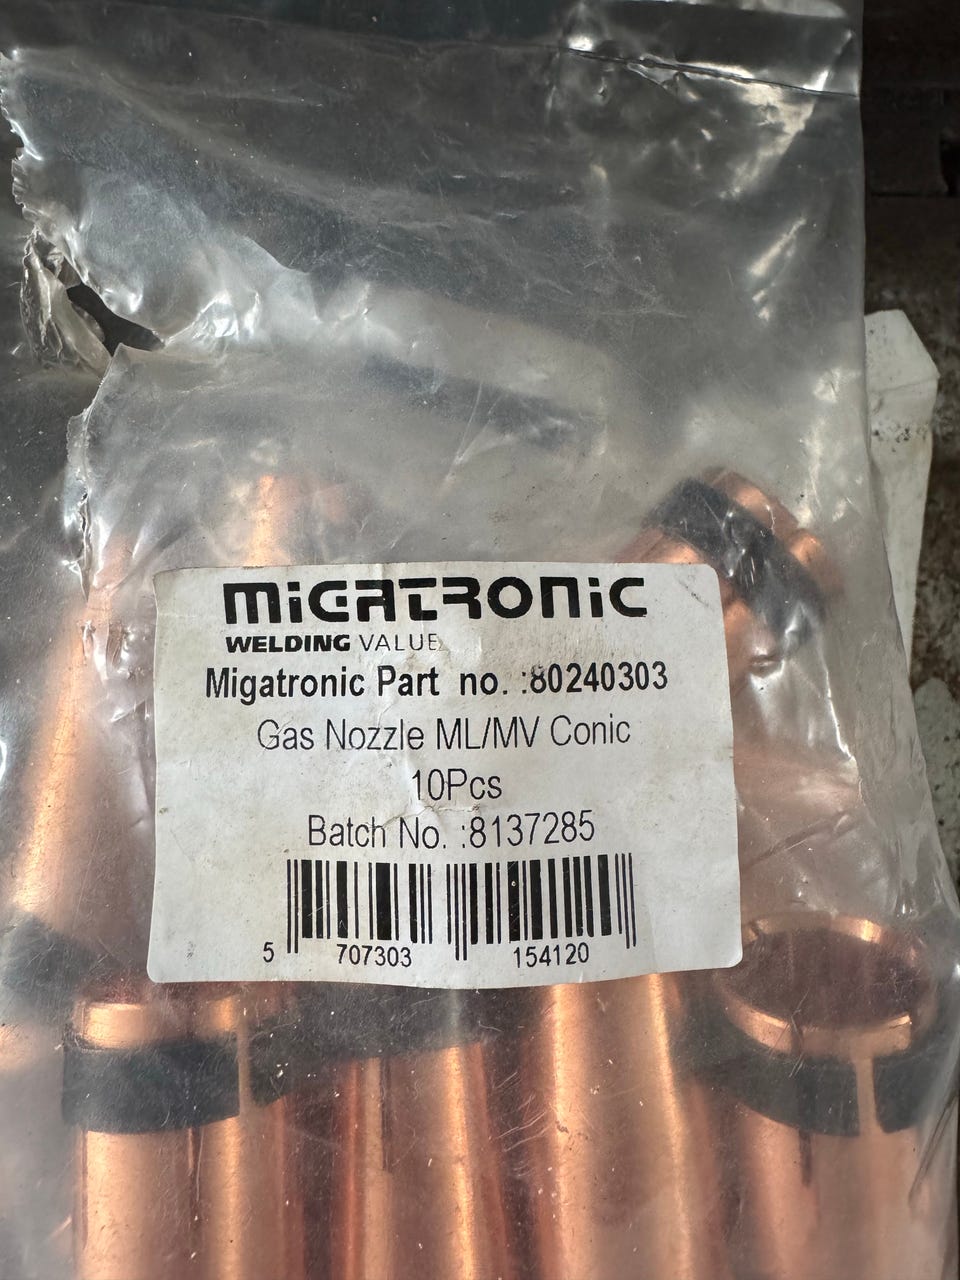 MIGATRONIC
WELDING VALUE
Migatronic Part no. :80240303
Gas Nozzle ML/MV Conic
10Pcs
Batch No. :8137285
5 707303 154120